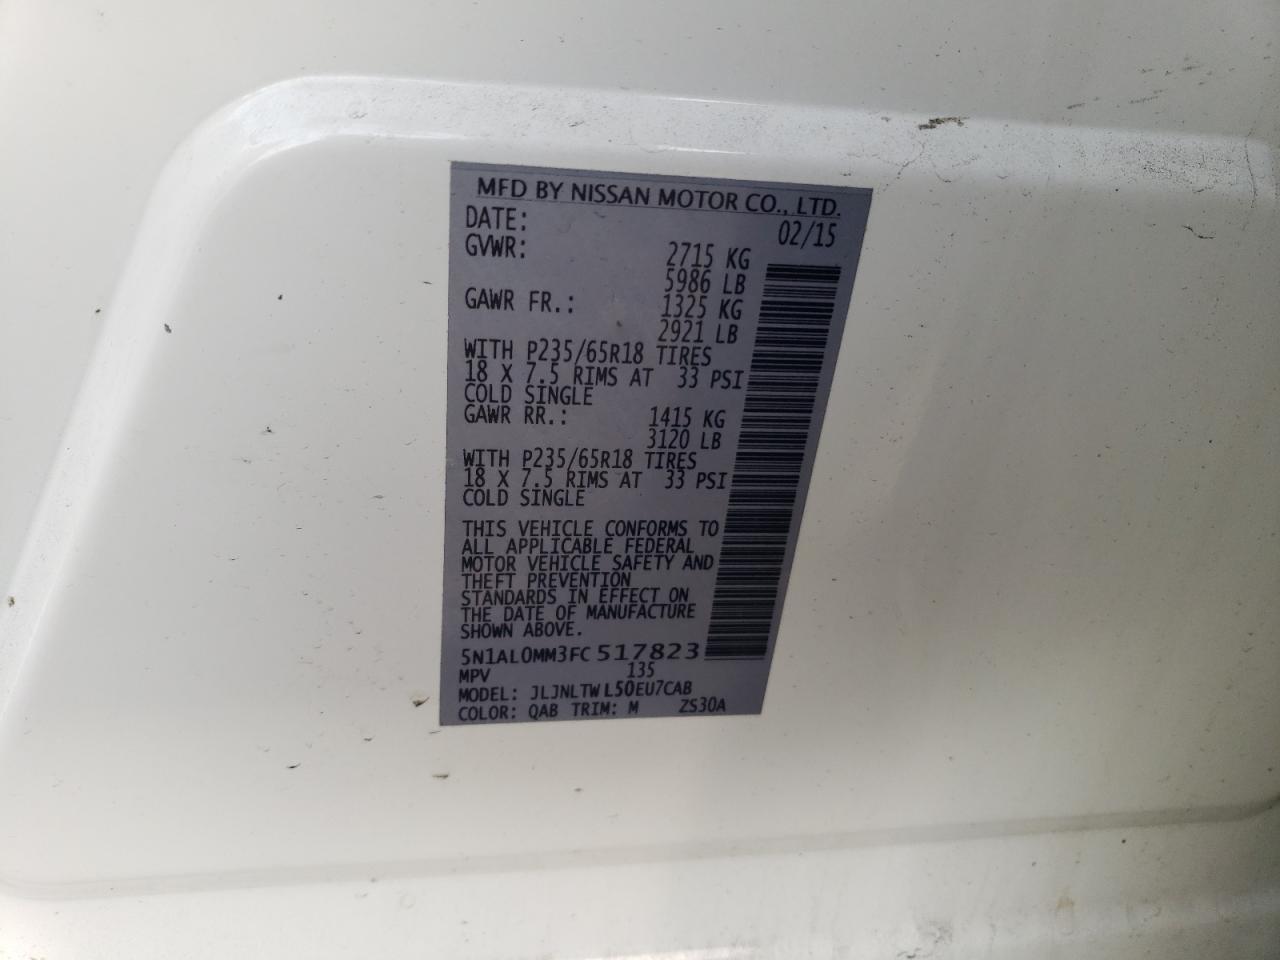 MFD BY NISSAN MOTOR CO., LTD.
DATE: 02/15
GVWR: 2715 KG
5986 LB
GAWR FR.: 1325 KG
2921 LB
WITH P235/65R18 TIRES
18 X 7.5 RIMS AT 33 PSI
COLD SINGLE
GAWR RR.: 1415 KG
3120 LB
WITH P235/65R18 TIRES
18 X 7.5 RIMS AT 33 PSI
COLD SINGLE
THIS VEHICLE CONFORMS TO
ALL APPLICABLE FEDERAL
MOTOR VEHICLE SAFETY AND
THEFT PREVENTION
STANDARDS IN EFFECT ON
THE DATE OF MANUFACTURE
SHOWN ABOVE.
5N1AL0MM3FC517823
MPV 135
MODEL: JLJNLTWL50EU7CAB
COLOR: QAB TRIM: M ZS30A